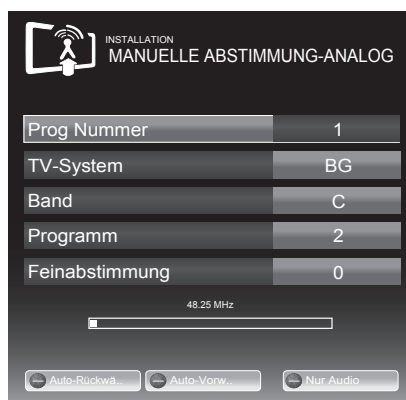 INSTALLATION
MANUELLE ABSTIMMUNG-ANALOG
Prog Nummer 1
TV-System BG
Band C
Programm 2
Feinabstimmung 0
48.25 MHz
Auto-Rückwä.. Auto-Vorw.. Nur Audio